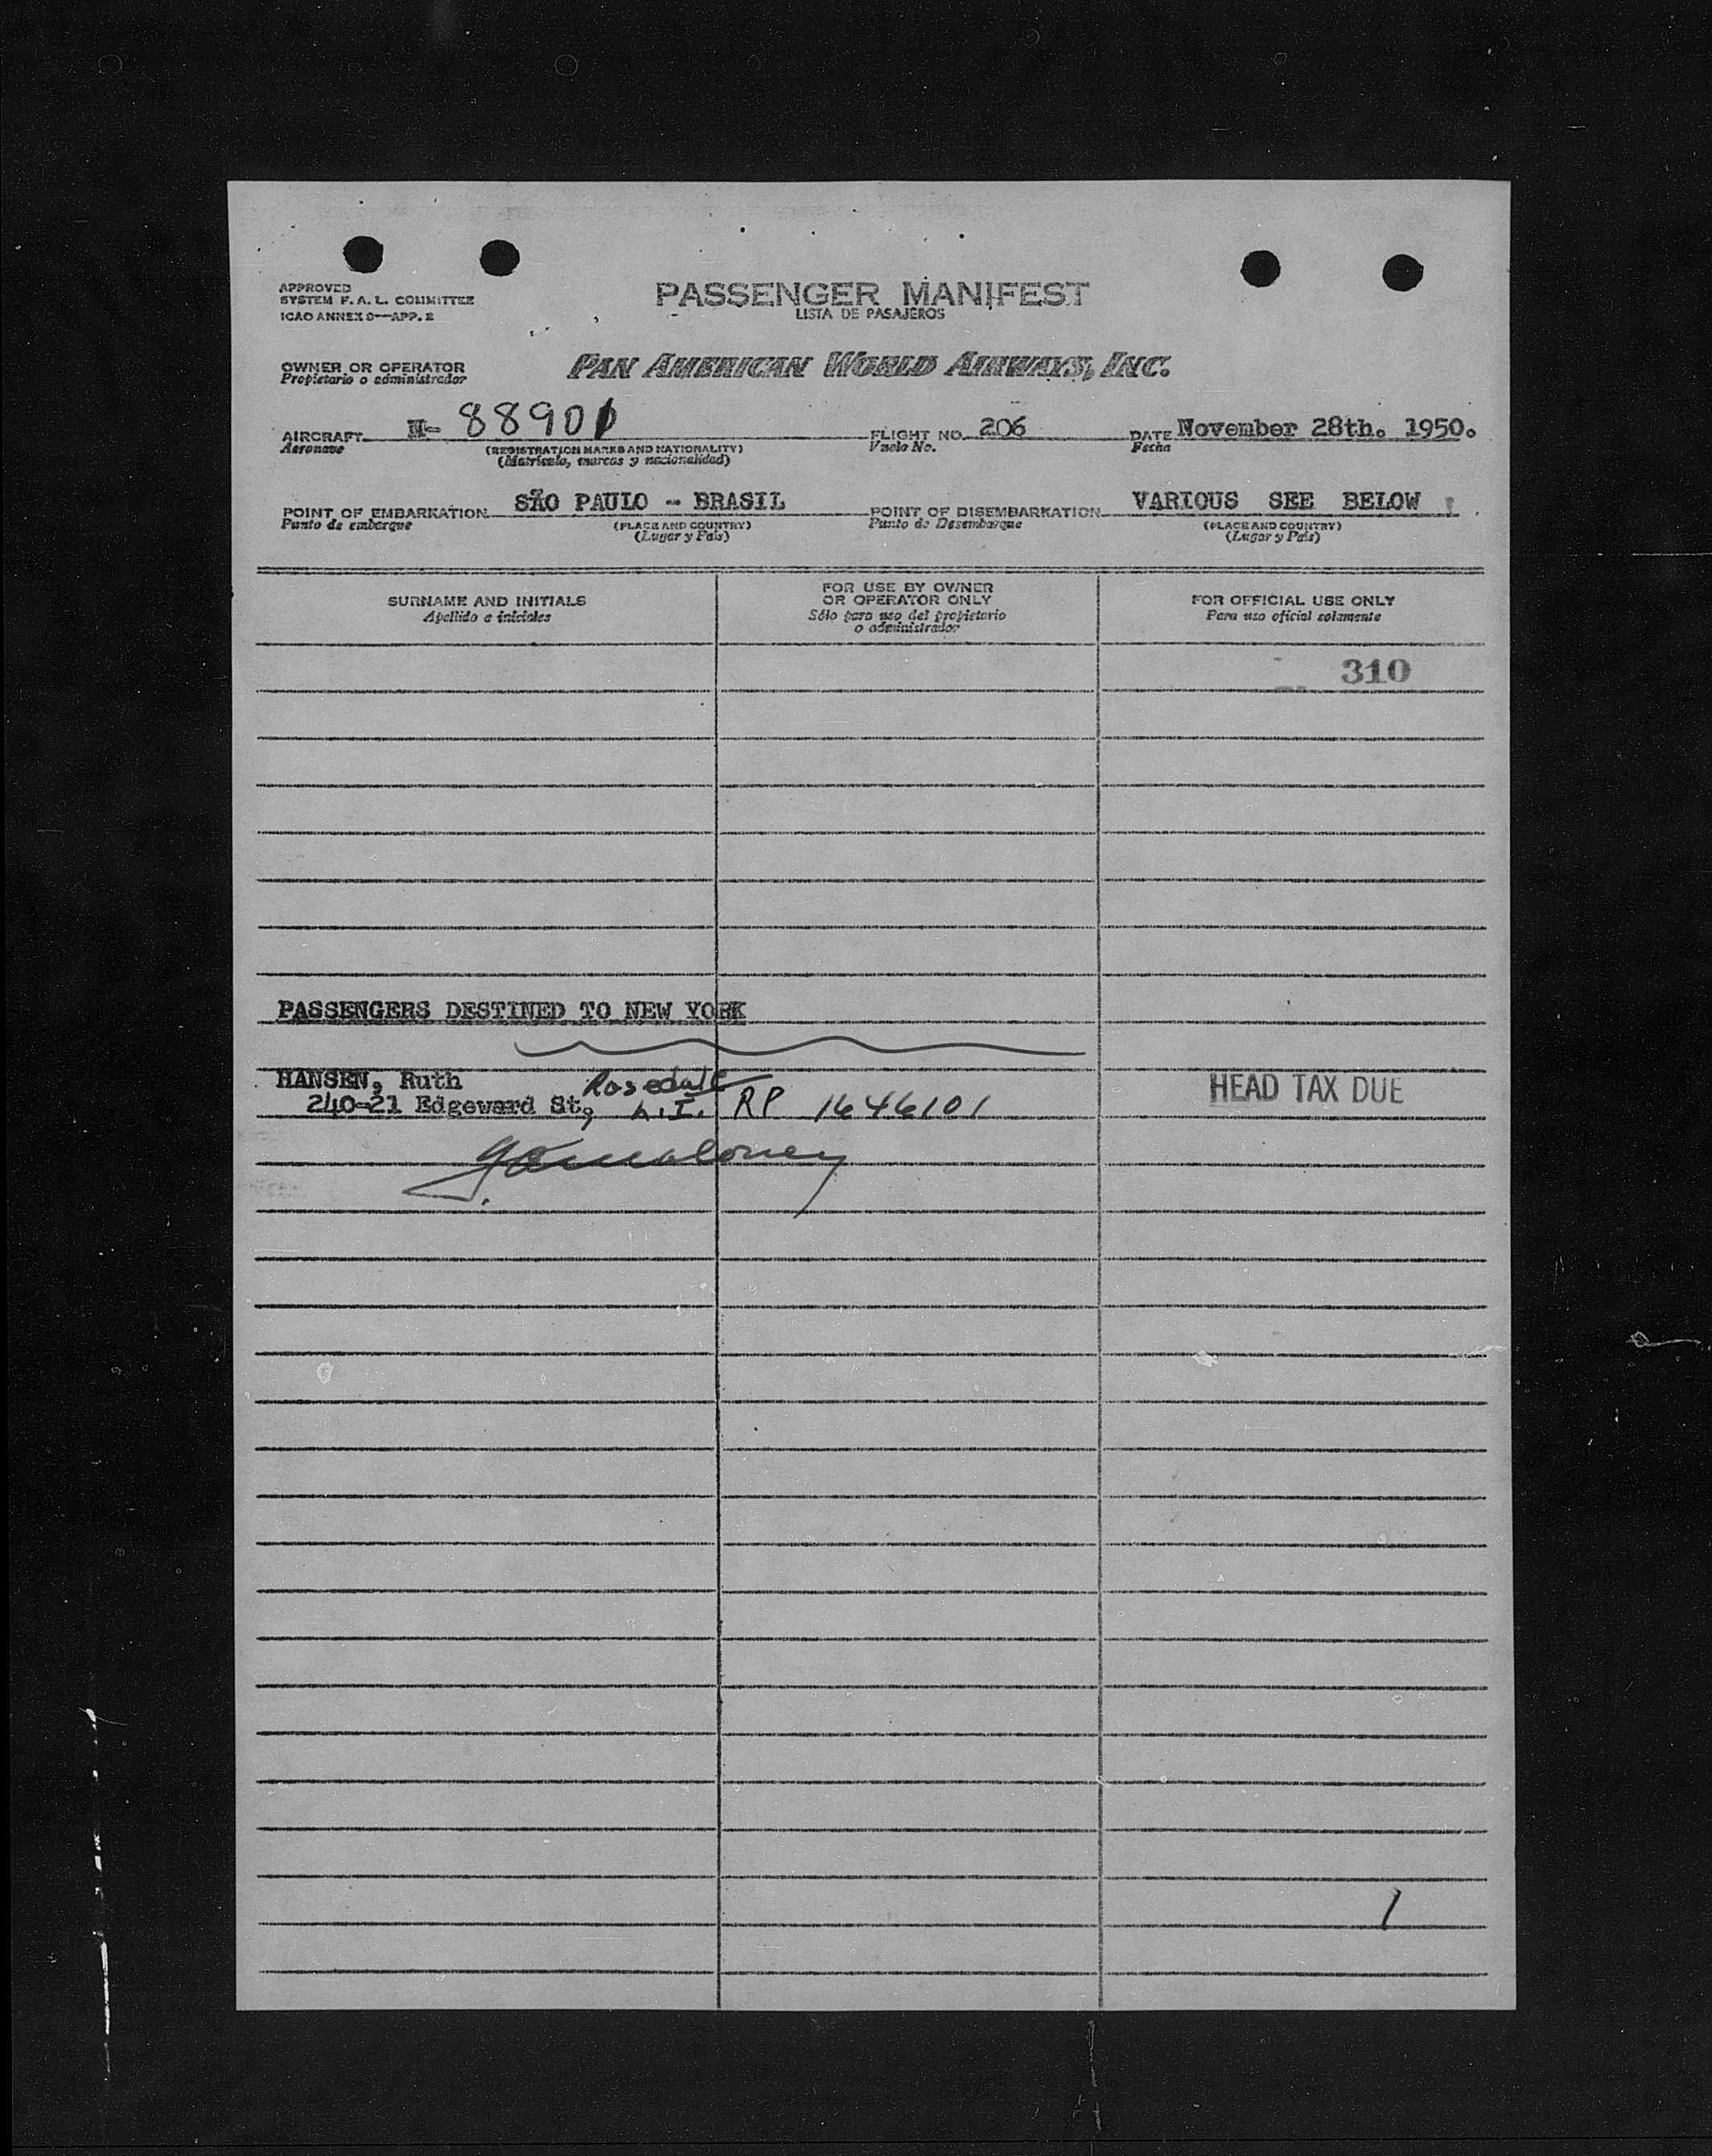 APPROVED
SYSTEM F. A. L. COMMITTEE
ICAO ANNEX 9—APP. 2
PASSENGER MANIFEST
LISTA DE PASAJEROS
OWNER OR OPERATOR
Propietario o administrador
PAN AMERICAN WORLD AIRWAYS, INC.
AIRCRAFT N- 88901 FLIGHT NO. 206 DATE November 28th. 1950.
Aeronave (REGISTRATION MARKS AND NATIONALITY) Vuelo No. Fecha
(Matrícula, marcas y nacionalidad)
POINT OF EMBARKATION SÃO PAULO - BRASIL POINT OF DISEMBARKATION VARIOUS SEE BELOW
Punto de embarque (PLACE AND COUNTRY) Punto de Desembarque (PLACE AND COUNTRY)
(Lugar y País) (Lugar y País)
SURNAME AND INITIALS
Apellido e iniciales
FOR USE BY OWNER
OR OPERATOR ONLY
Sólo para uso del propietario
o administrador
FOR OFFICIAL USE ONLY
Para uso oficial solamente
310
PASSENGERS DESTINED TO NEW YORK
HANSEN, Ruth Rosedale
240-21 Edgeward St, L.I. RP 1646101 HEAD TAX DUE
1